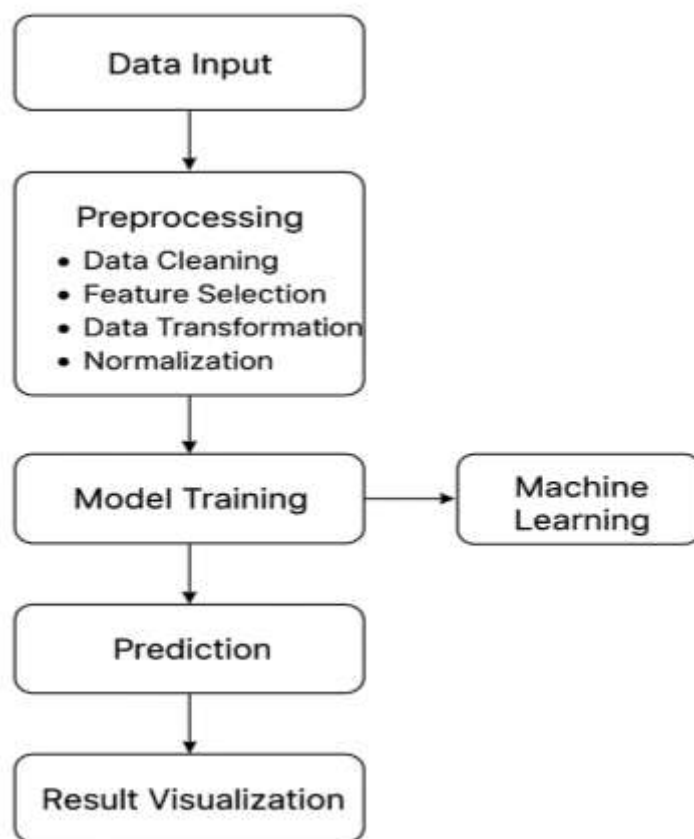 Data Input
Preprocessing
• Data Cleaning
• Feature Selection
• Data Transformation
• Normalization
Model Training
Machine
Learning
Prediction
Result Visualization